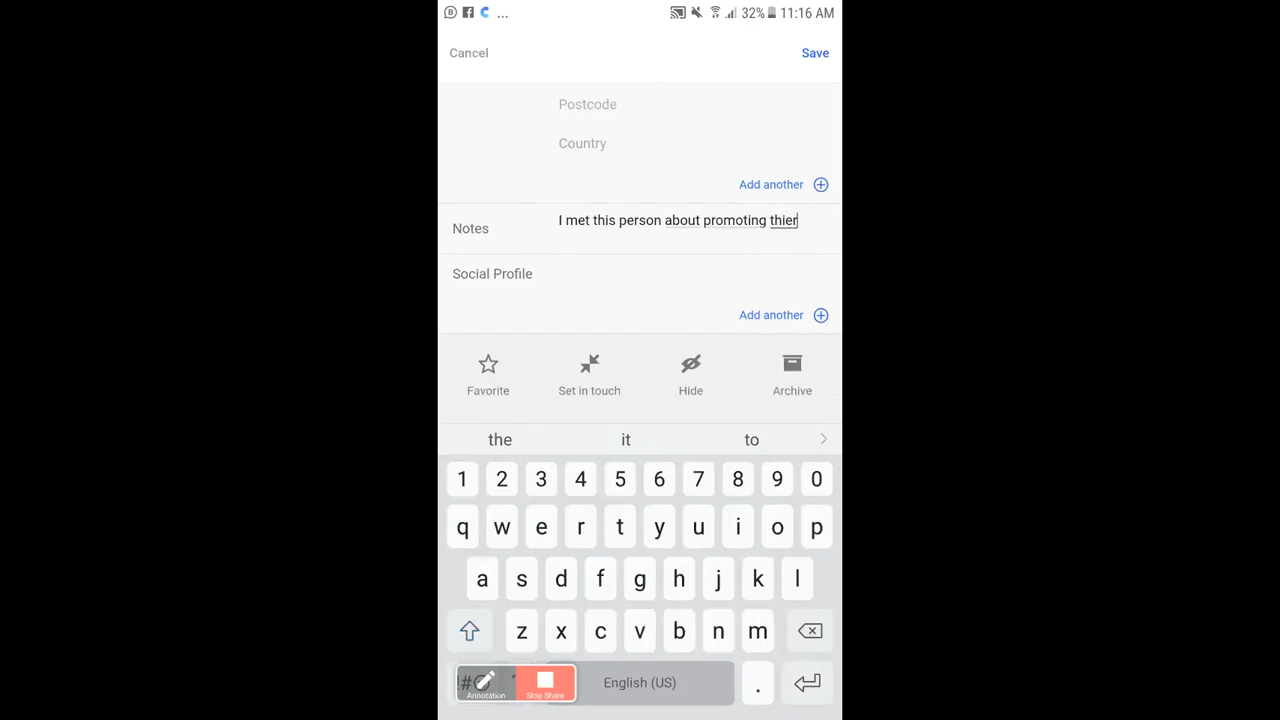 ... 32% 11:16 AM
Cancel Save
Postcode
Country
Add another
Notes I met this person about promoting thier
Social Profile
Add another
Favorite Set in touch Hide Archive
the it to
1 2 3 4 5 6 7 8 9 0
q w e r t y u i o p
a s d f g h j k l
z x c v b n m
Annotation Stop Share English (US) .